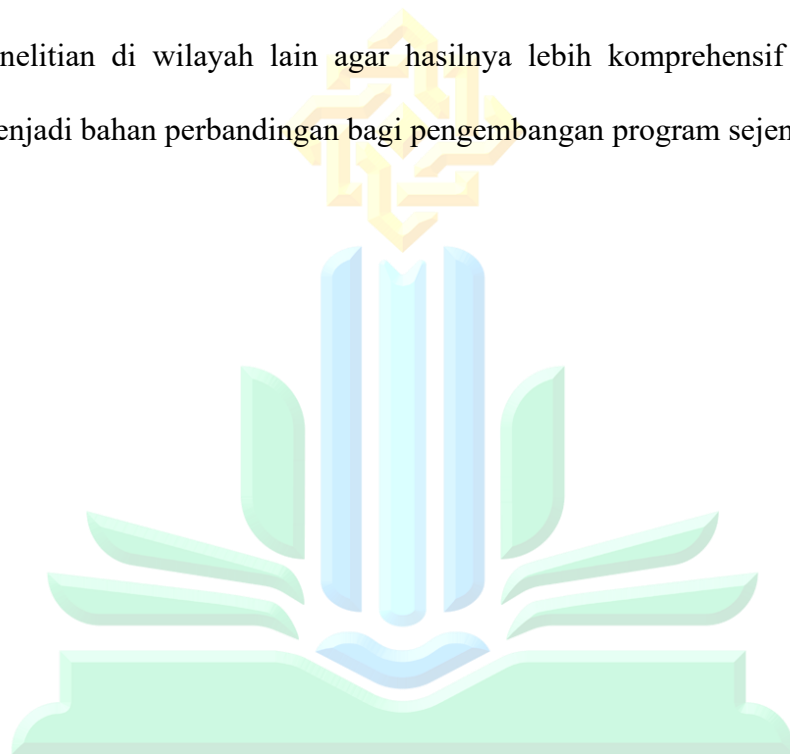 nelitian di wilayah lain agar hasilnya lebih komprehensif
enjadi bahan perbandingan bagi pengembangan program sejen